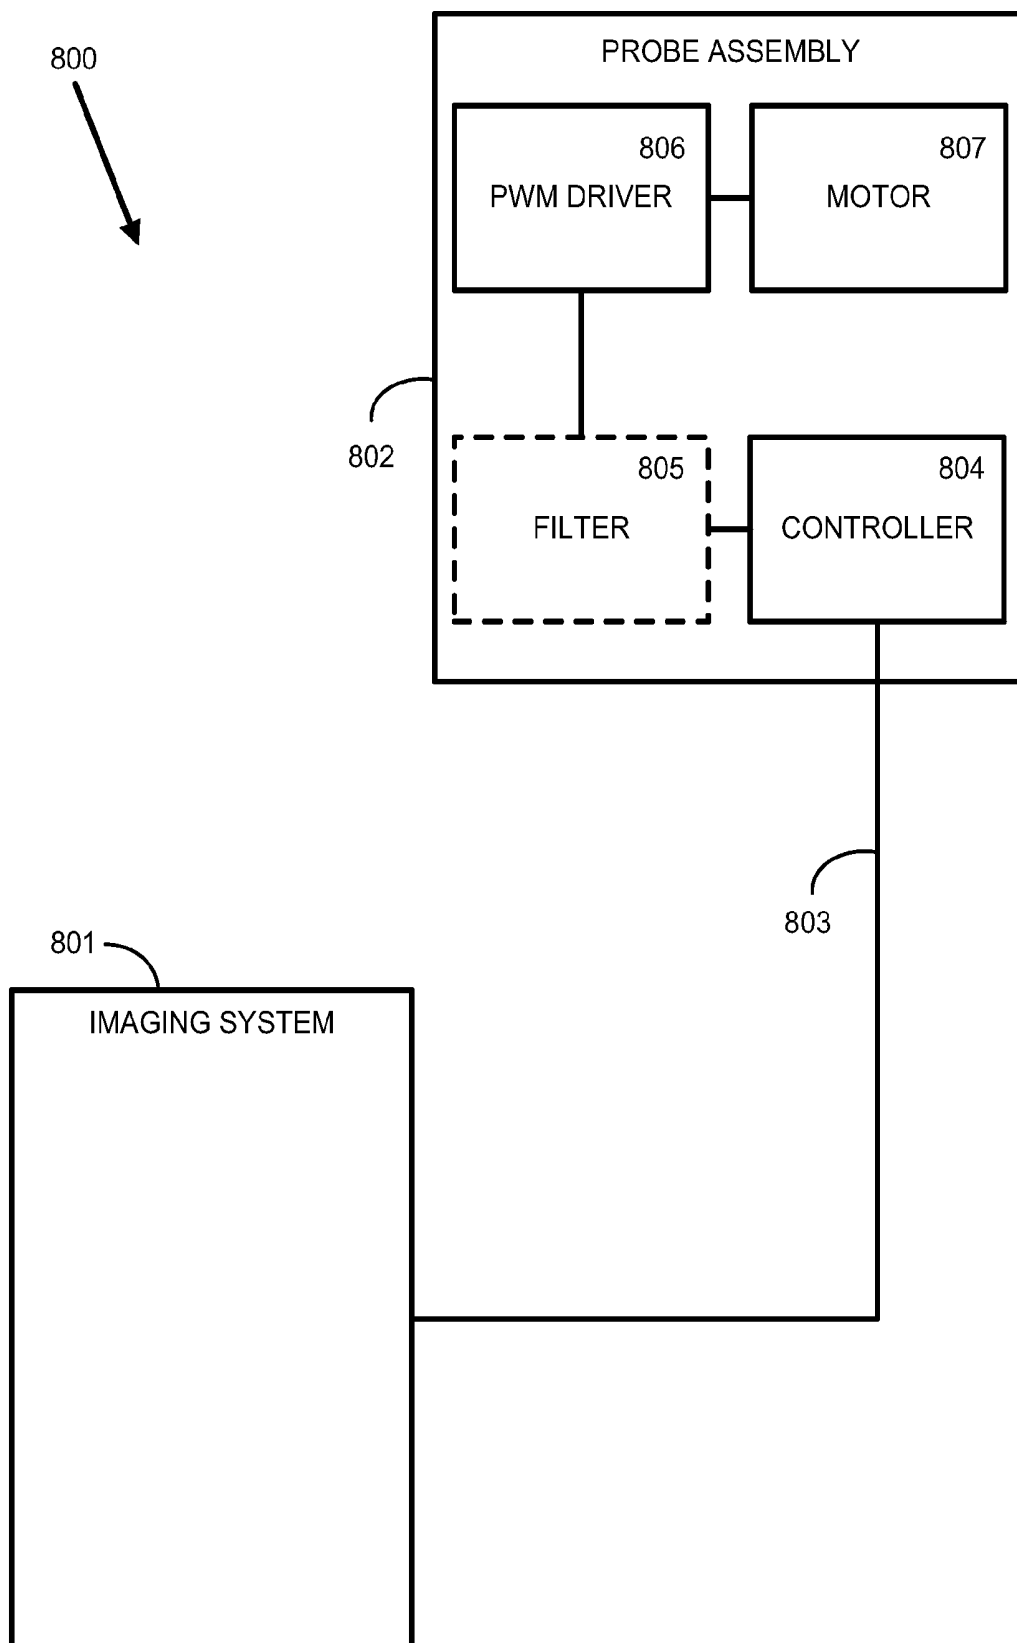 800
PROBE ASSEMBLY
806
PWM DRIVER
807
MOTOR
802
805
FILTER
804
CONTROLLER
803
801
IMAGING SYSTEM